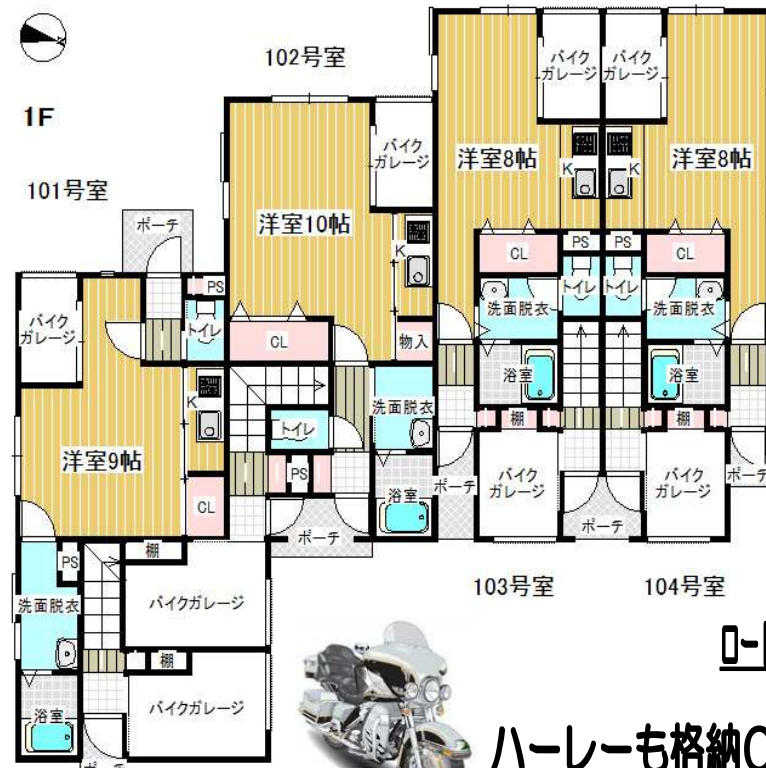 1F
101号室
ポーチ
バイク
ガレージ
PS
トイレ
K
洋室9帖
CL
洗面脱衣
PS
棚
バイクガレージ
棚
バイクガレージ
浴室
102号室
バイク
ガレージ
洋室10帖
K
CL
物入
トイレ
PS
洗面脱衣
浴室
ポーチ
バイク
ガレージ
洋室8帖
K
CL
PS
トイレ
洗面脱衣
浴室
棚
バイク
ガレージ
ポーチ
103号室
ポーチ
バイク
ガレージ
洋室8帖
K
PS
CL
トイレ
洗面脱衣
浴室
棚
バイク
ガレージ
ポーチ
104号室
ハーレーも格納O